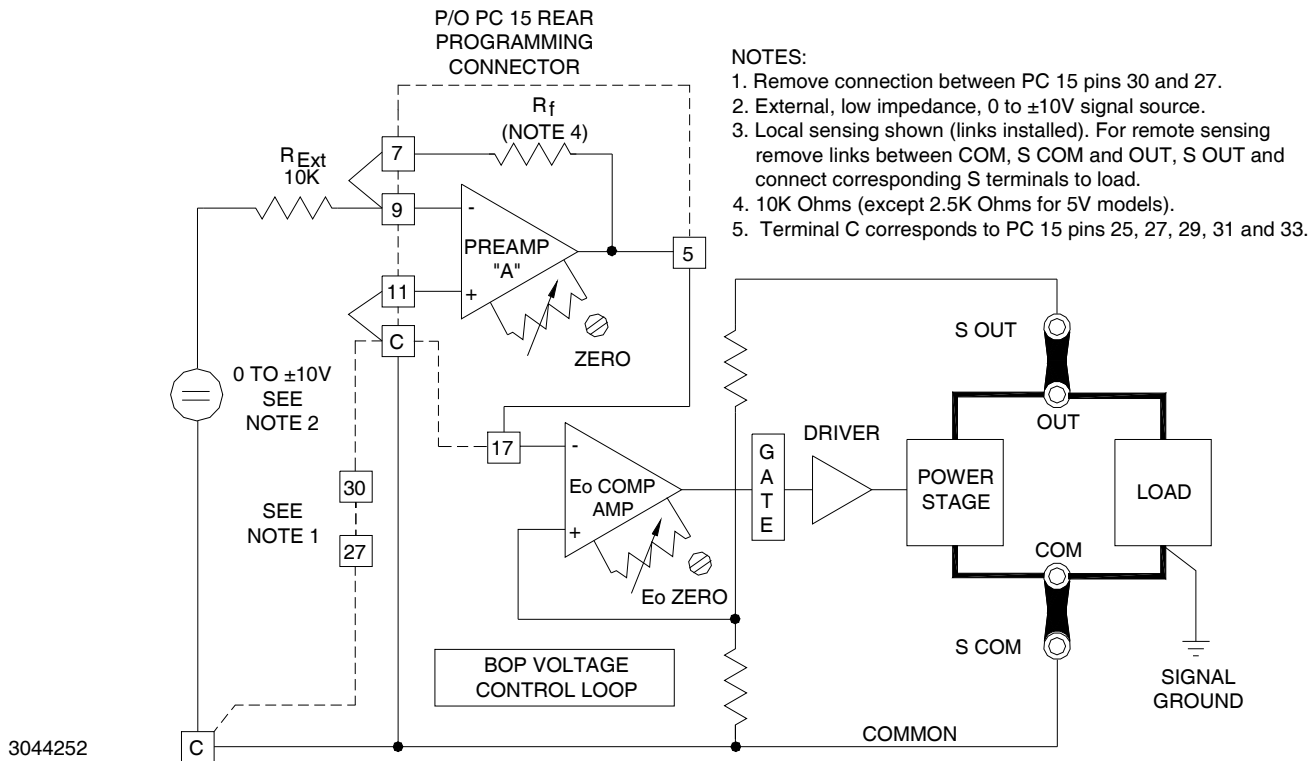 P/O PC 15 REAR
PROGRAMMING
CONNECTOR
NOTES:
1. Remove connection between PC 15 pins 30 and 27.
2. External, low impedance, 0 to ±10V signal source.
3. Local sensing shown (links installed). For remote sensing
remove links between COM, S COM and OUT, S OUT and
connect corresponding S terminals to load.
4. 10K Ohms (except 2.5K Ohms for 5V models).
5. Terminal C corresponds to PC 15 pins 25, 27, 29, 31 and 33.
Rf
(NOTE 4)
7
RExt
10K
9
-
PREAMP
"A"
5
11
+
C
ZERO
0 TO ±10V
SEE
NOTE 2
17
-
Eo COMP
AMP
+
Eo ZERO
GATE
DRIVER
POWER
STAGE
S OUT
OUT
LOAD
COM
S COM
SIGNAL
GROUND
30
SEE
NOTE 1
27
BOP VOLTAGE
CONTROL LOOP
COMMON
3044252
C